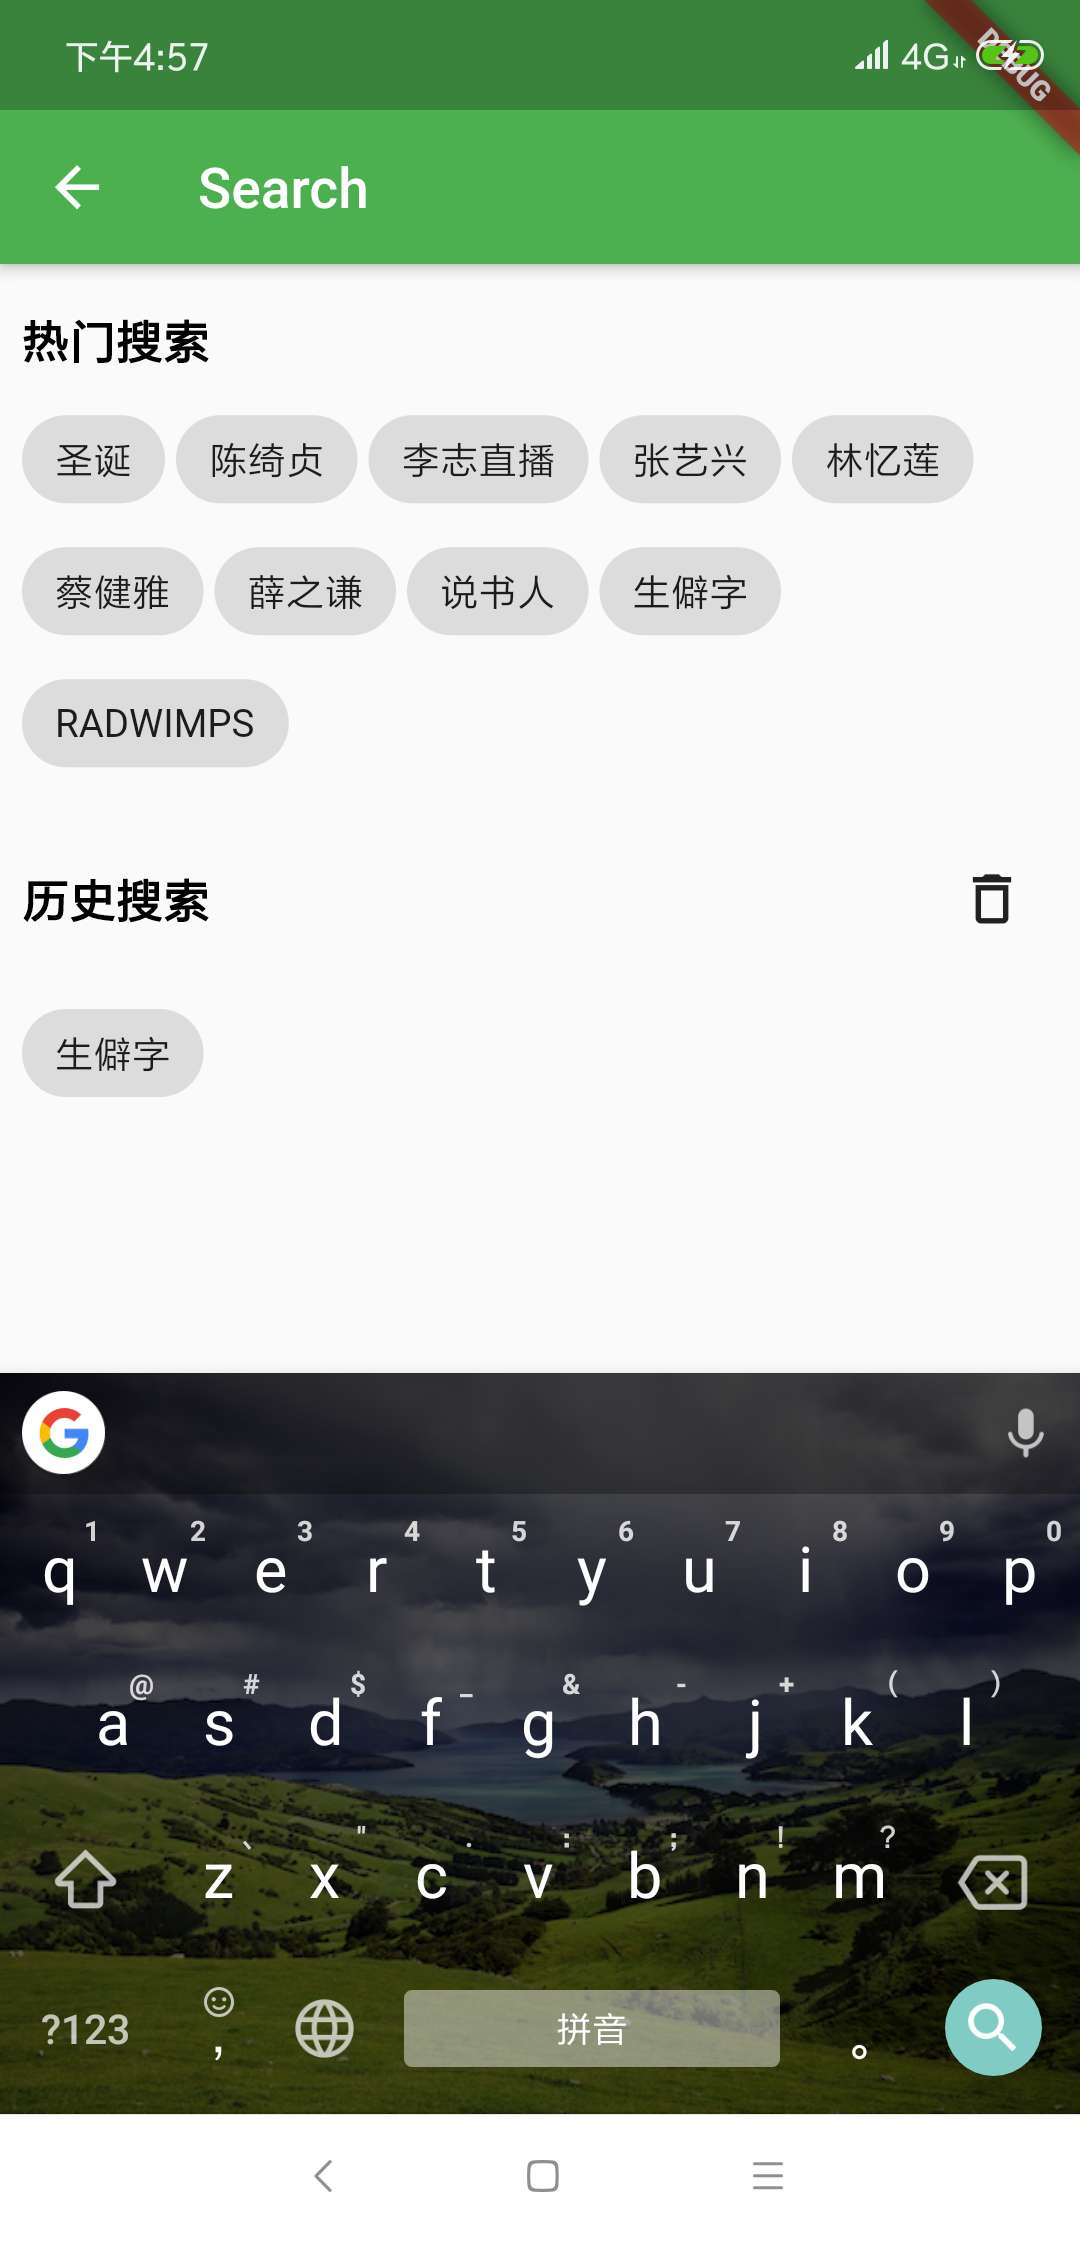 下午4:57 4G
DEBUG
Search
热门搜索
圣诞 陈绮贞 李志直播 张艺兴 林忆莲
蔡健雅 薛之谦 说书人 生僻字
RADWIMPS
历史搜索
生僻字
1 2 3 4 5 6 7 8 9 0
q w e r t y u i o p
@ # $ _ & - + ( )
a s d f g h j k l
、 " . : ; ! ?
z x c v b n m
?123 , 拼音 。